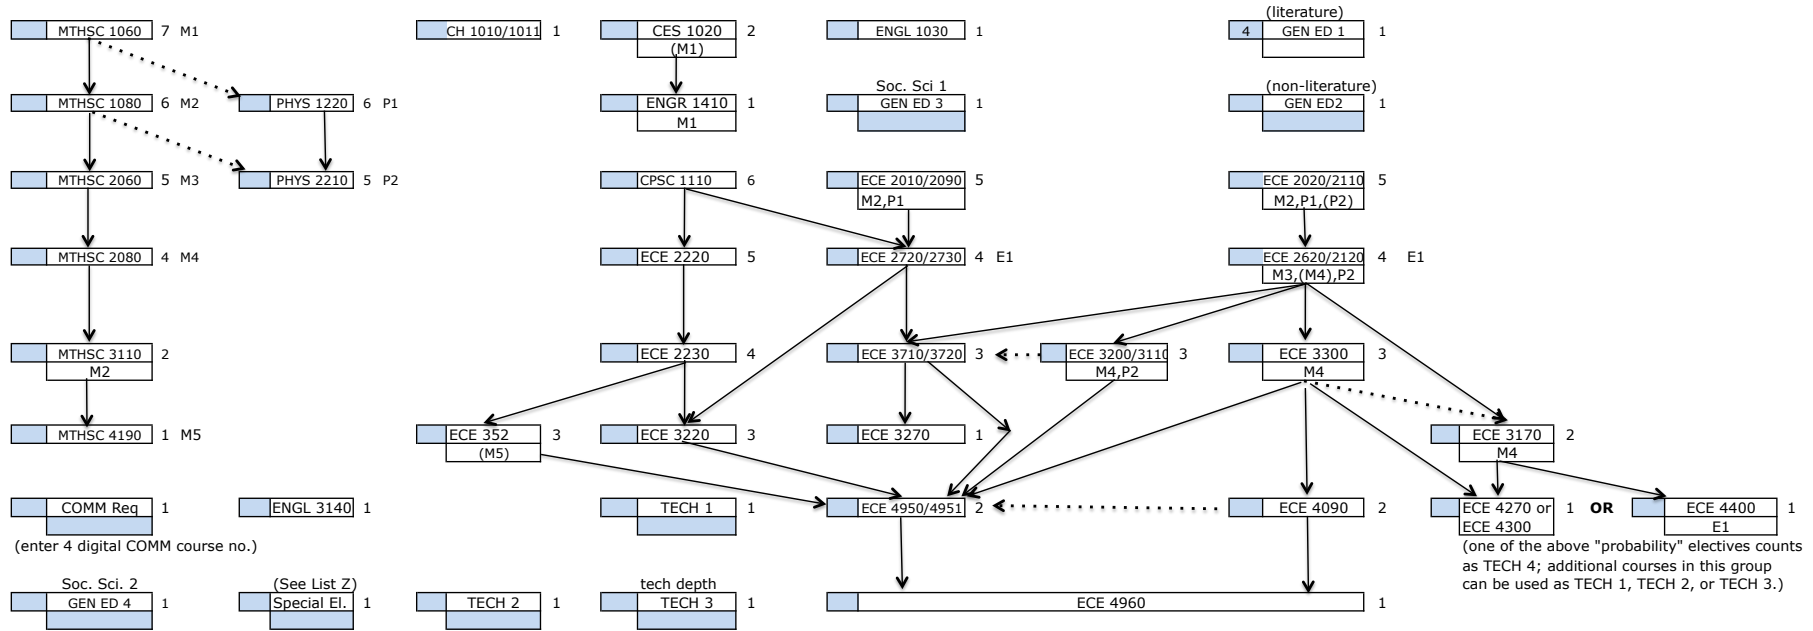 (literature)
MTHSC 1060 7 M1 CH 1010/1011 1 CES 1020 2 ENGL 1030 1 4 GEN ED 1 1
(M1)
Soc. Sci 1 (non-literature)
MTHSC 1080 6 M2 PHYS 1220 6 P1 ENGR 1410 1 GEN ED 3 1 GEN ED2 1
M1
MTHSC 2060 5 M3 PHYS 2210 5 P2 CPSC 1110 6 ECE 2010/2090 5 ECE 2020/2110 5
M2,P1 M2,P1,(P2)
MTHSC 2080 4 M4 ECE 2220 5 ECE 2720/2730 4 E1 ECE 2620/2120 4 E1
M3,(M4),P2
MTHSC 3110 2 ECE 2230 4 ECE 3710/3720 3 ECE 3200/3110 3 ECE 3300 3
M2 M4,P2 M4
MTHSC 4190 1 M5 ECE 352 3 ECE 3220 3 ECE 3270 1 ECE 3170 2
(M5) M4
COMM Req 1 ENGL 3140 1 TECH 1 1 ECE 4950/4951 2 ECE 4090 2 ECE 4270 or 1 OR ECE 4400 1
ECE 4300 E1
(enter 4 digital COMM course no.) (one of the above "probability" electives counts
as TECH 4; additional courses in this group
can be used as TECH 1, TECH 2, or TECH 3.)
Soc. Sci. 2 (See List Z) tech depth
GEN ED 4 1 Special El. 1 TECH 2 1 TECH 3 1 ECE 4960 1